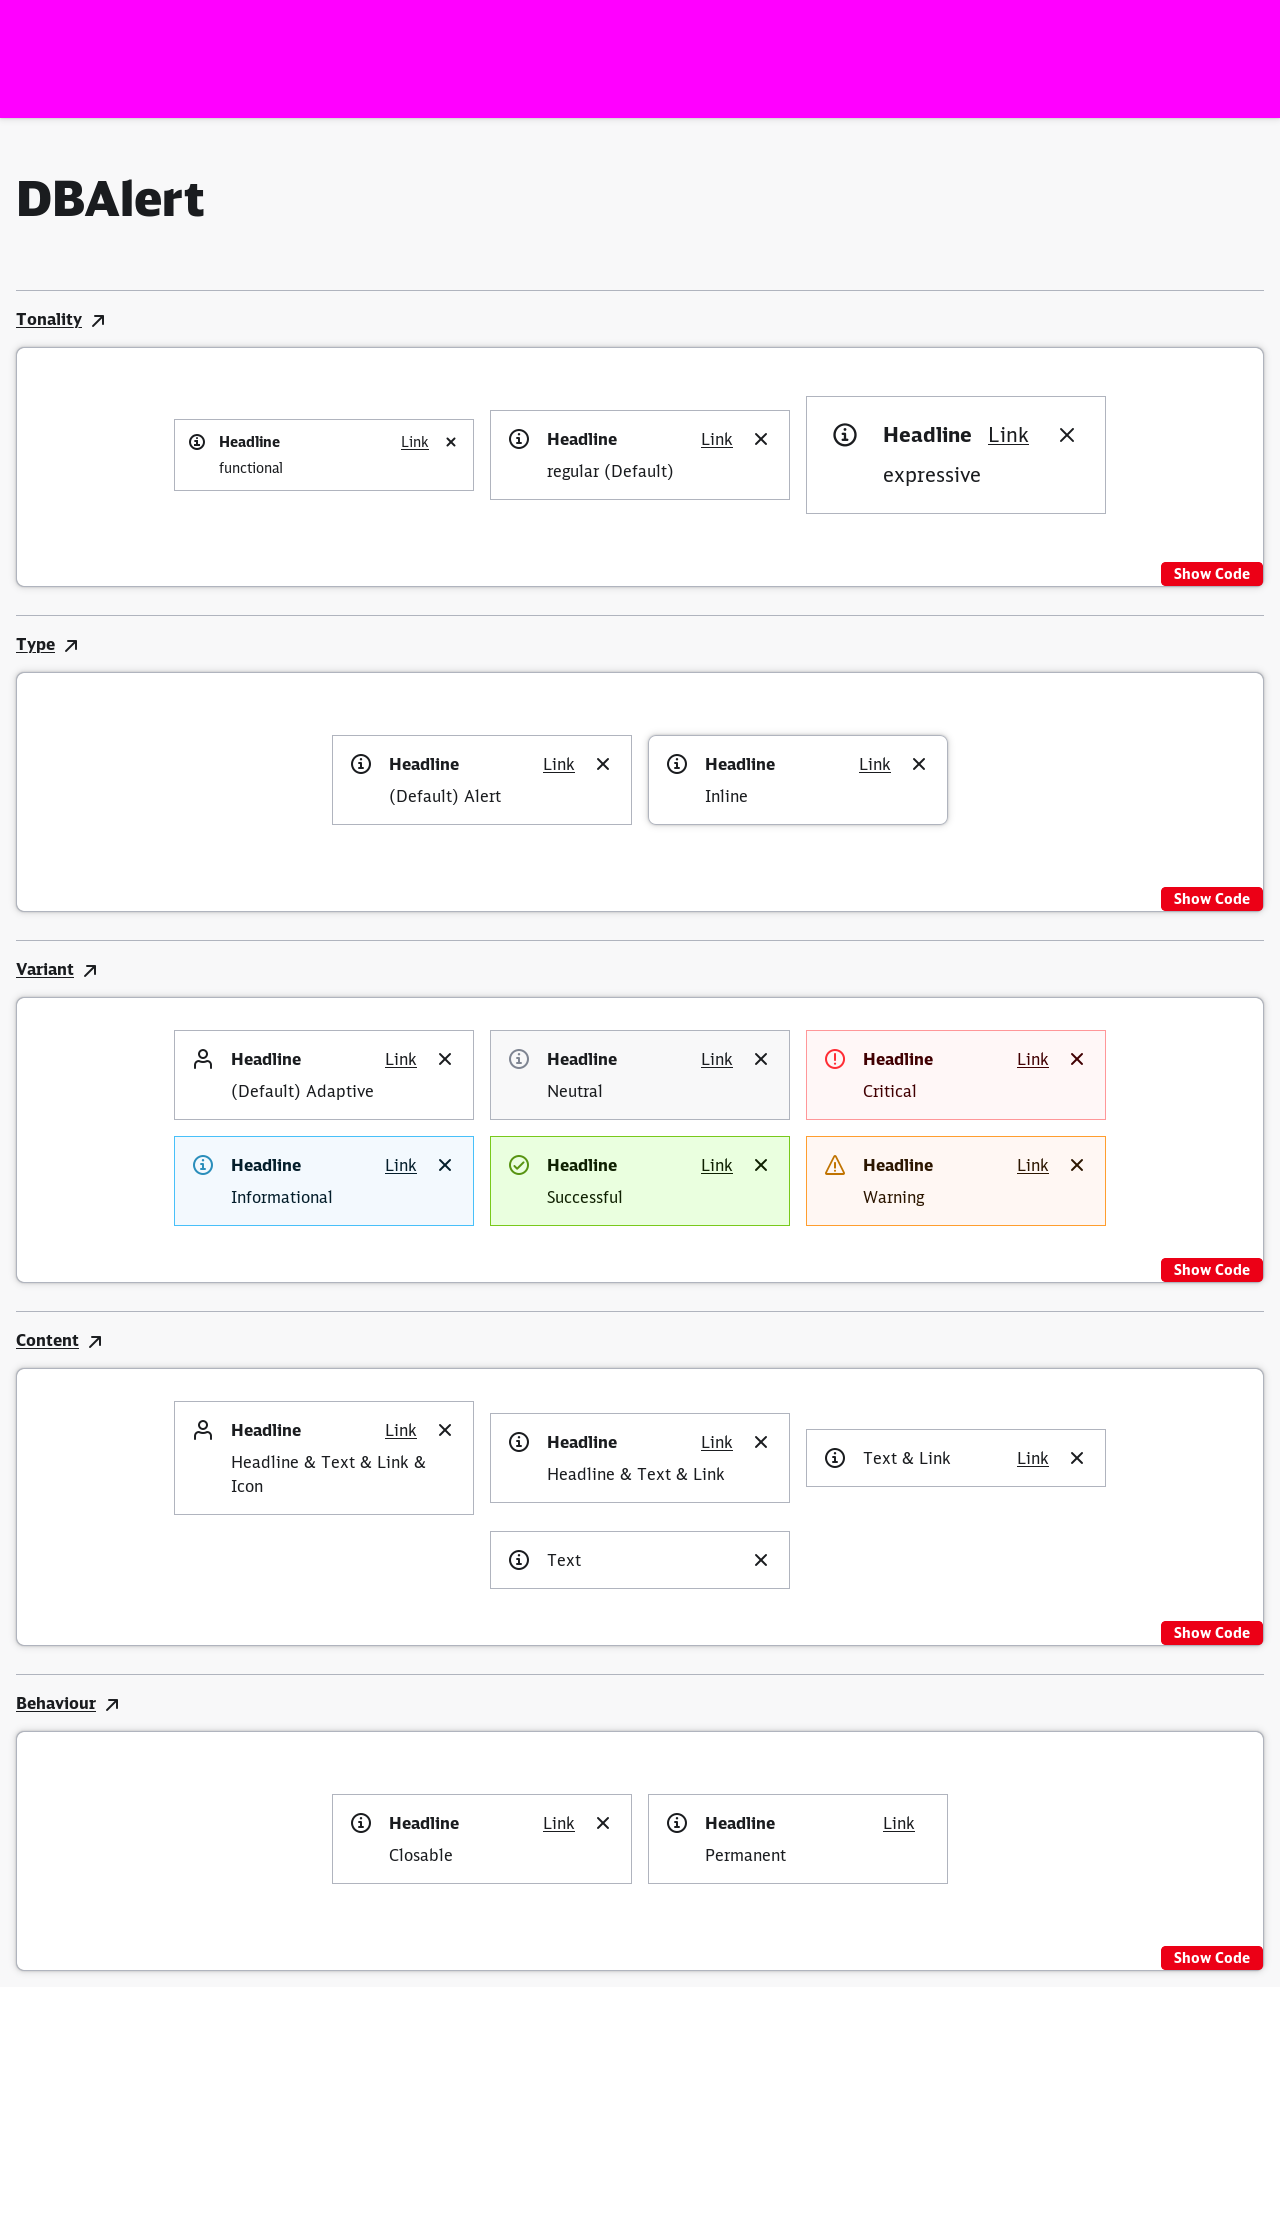 DBAlert
Tonality
Headline Link
functional
Headline Link
regular (Default)
Headline Link
expressive
Show Code
Type
Headline Link
(Default) Alert
Headline Link
Inline
Show Code
Variant
Headline Link
(Default) Adaptive
Headline Link
Neutral
Headline Link
Critical
Headline Link
Informational
Headline Link
Successful
Headline Link
Warning
Show Code
Content
Headline Link
Headline & Text & Link &
Icon
Headline Link
Headline & Text & Link
Text & Link Link
Text
Show Code
Behaviour
Headline Link
Closable
Headline Link
Permanent
Show Code